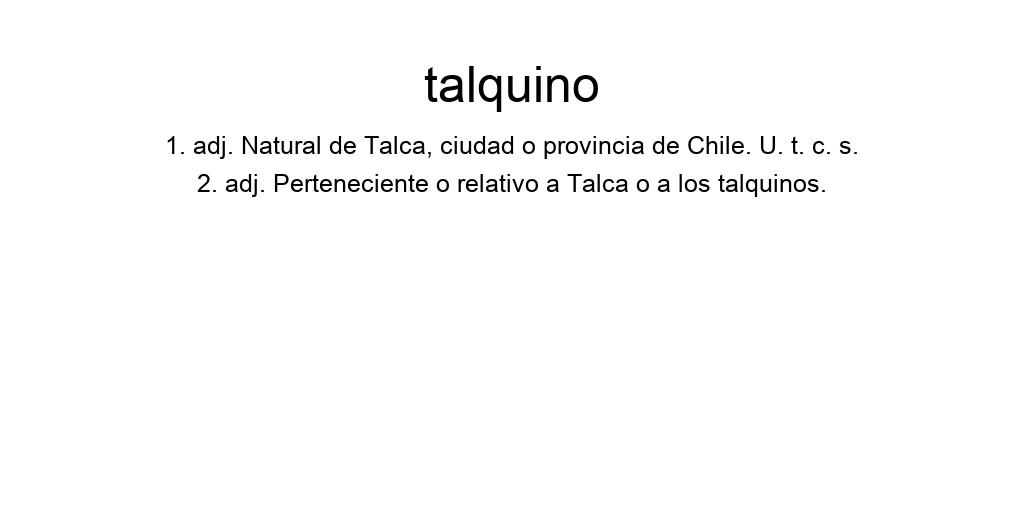 talquino
1. adj. Natural de Talca, ciudad o provincia de Chile. U. t. c. s.
2. adj. Perteneciente o relativo a Talca o a los talquinos.